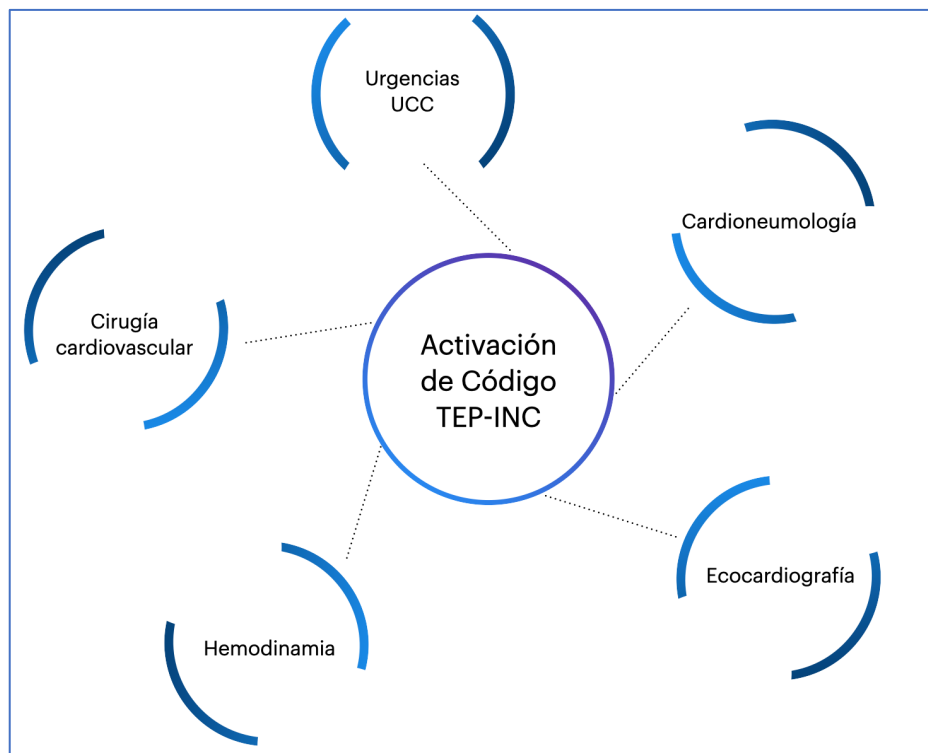 Urgencias
UCC
Cardioneumología
Cirugía
cardiovascular
Activación
de Código
TEP-INC
Ecocardiografía
Hemodinamia